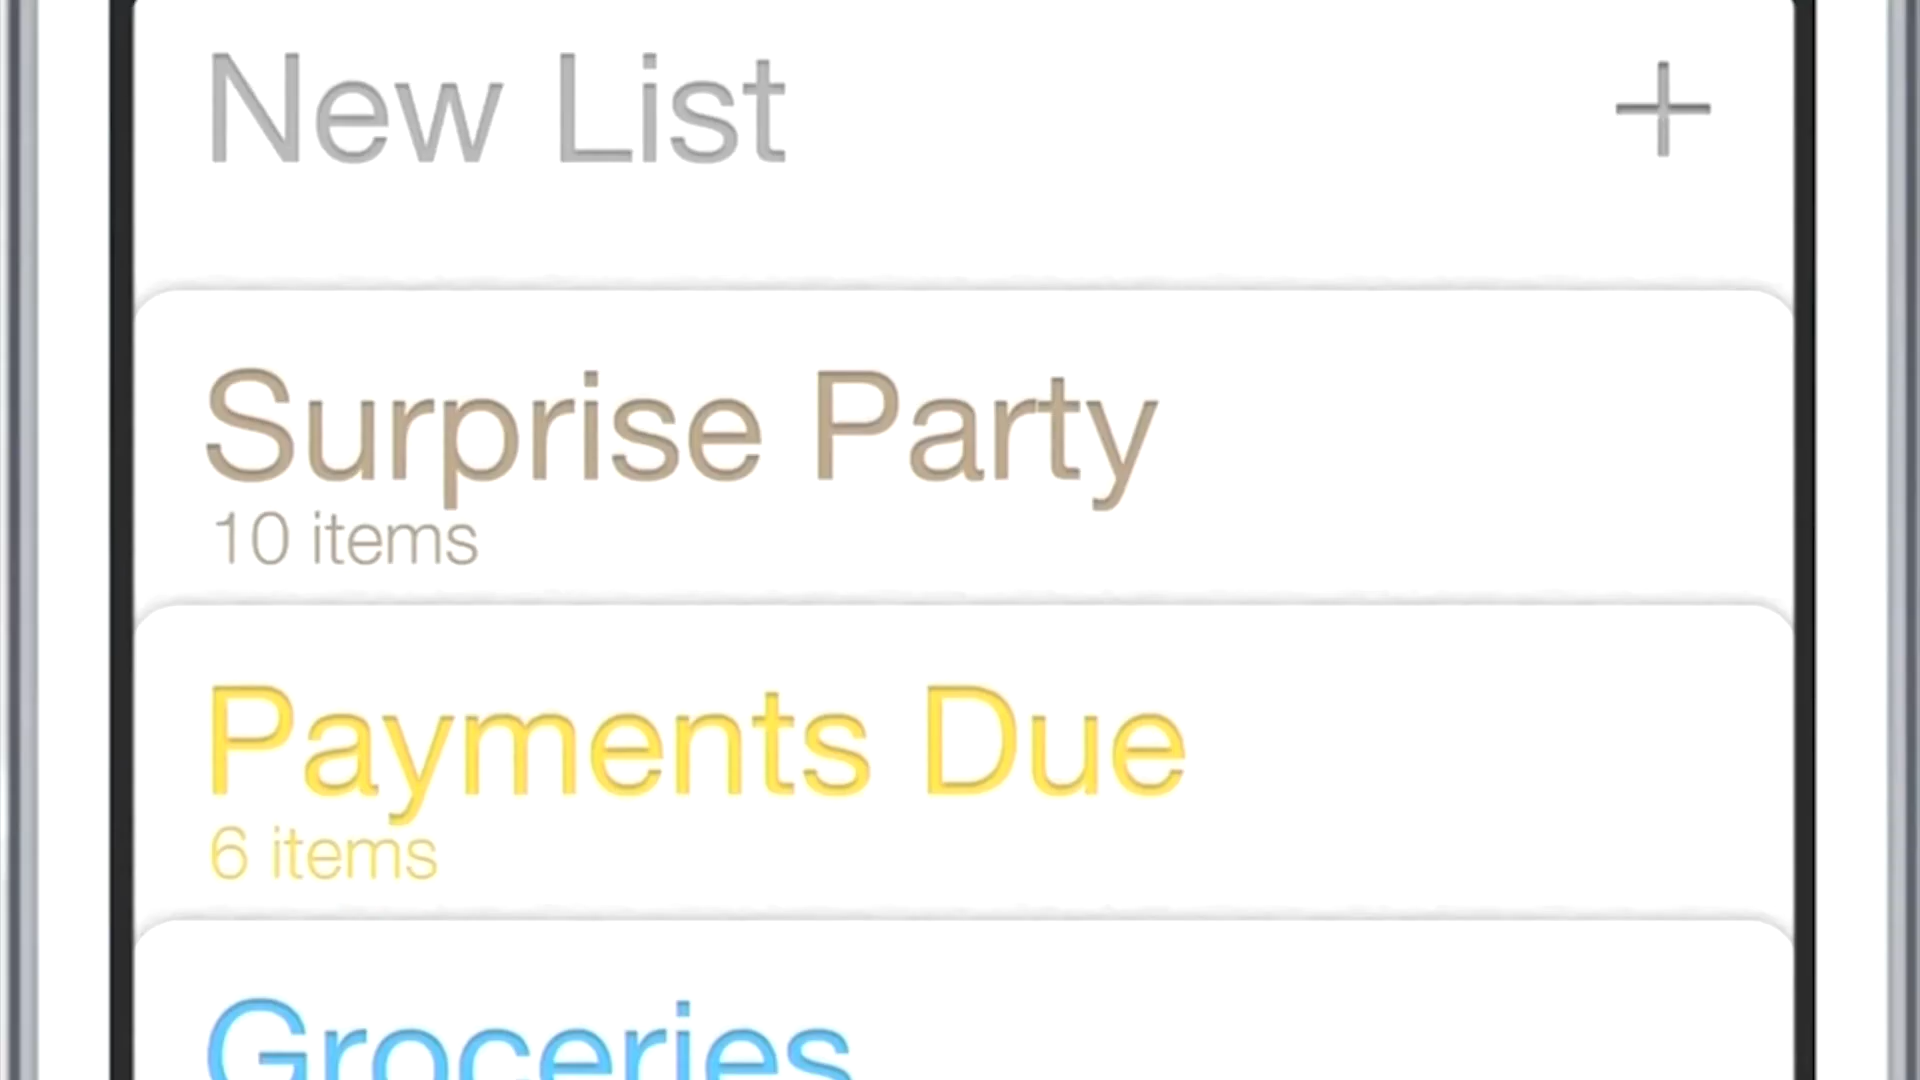 New List +
Surprise Party
10 items
Payments Due
6 items
Groceries